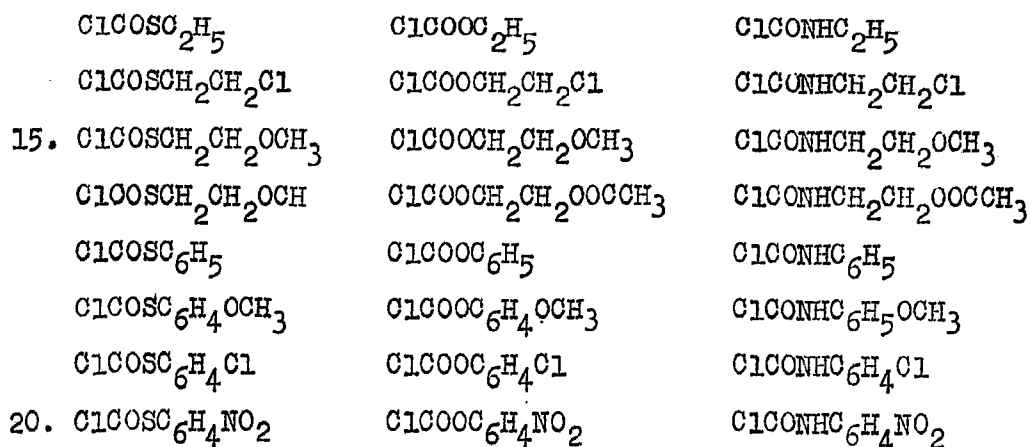 ClCOSC₂H₅ ClCOOC₂H₅ ClCONHC₂H₅
ClCOSCH₂CH₂Cl ClCOOCH₂CH₂Cl ClCONHCH₂CH₂Cl
15. ClCOSCH₂CH₂OCH₃ ClCOOCH₂CH₂OCH₃ ClCONHCH₂CH₂OCH₃
ClCOSCH₂CH₂OCH ClCOOCH₂CH₂OOCCH₃ ClCONHCH₂CH₂OOCCH₃
ClCOSC₆H₅ ClCOOC₆H₅ ClCONHC₆H₅
ClCOSC₆H₄OCH₃ ClCOOC₆H₄OCH₃ ClCONHC₆H₅OCH₃
ClCOSC₆H₄Cl ClCOOC₆H₄Cl ClCONHC₆H₄Cl
20. ClCOSC₆H₄NO₂ ClCOOC₆H₄NO₂ ClCONHC₆H₄NO₂